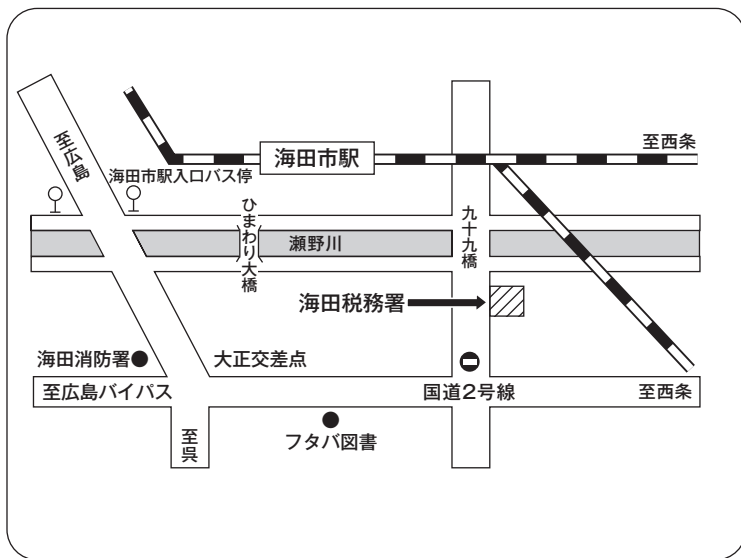 至広島
海田市駅
至西条
海田市駅入口バス停
ひまわり大橋
瀬野川
九十九橋
海田税務署
海田消防署
大正交差点
至広島バイパス
国道2号線
至西条
至呉
フタバ図書